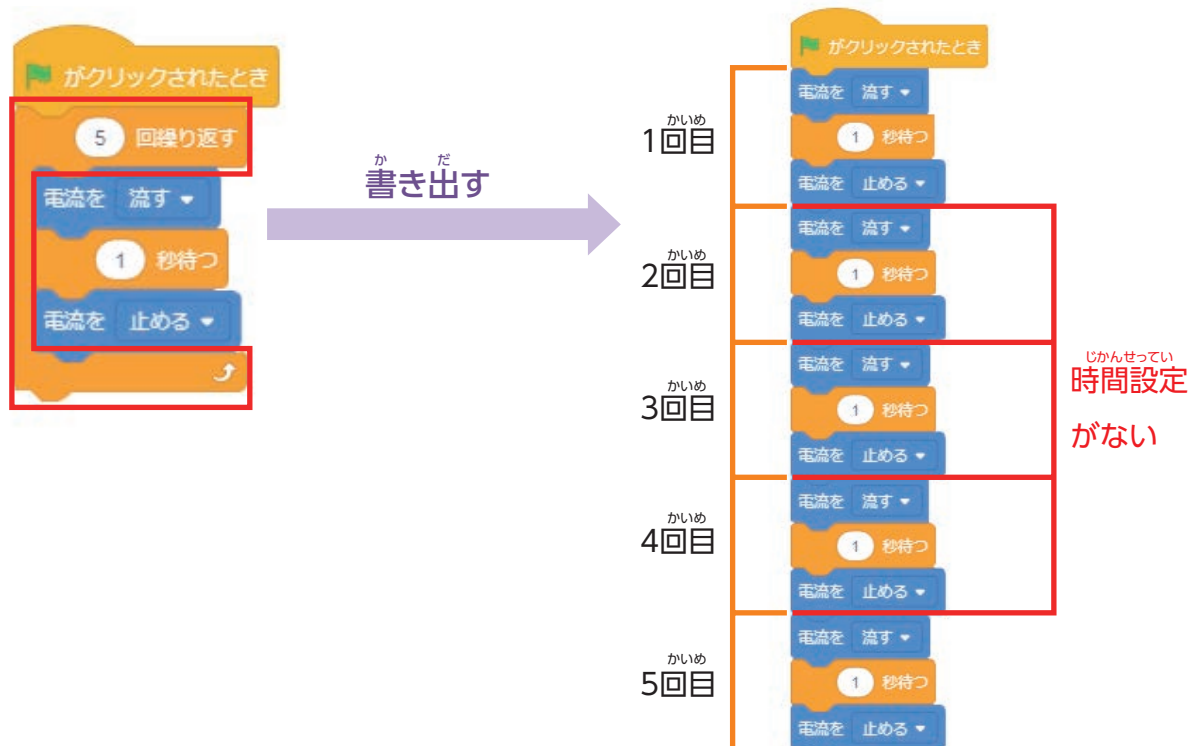 がクリックされたとき
5 回繰り返す
電流を 流す
1 秒待つ
電流を 止める
か だ
書き出す
がクリックされたとき
かいめ
1回目
電流を 流す
1 秒待つ
電流を 止める
かいめ
2回目
電流を 流す
1 秒待つ
電流を 止める
かいめ
3回目
電流を 流す
1 秒待つ
電流を 止める
かいめ
4回目
電流を 流す
1 秒待つ
電流を 止める
かいめ
5回目
電流を 流す
1 秒待つ
電流を 止める
じかんせってい
時間設定
がない